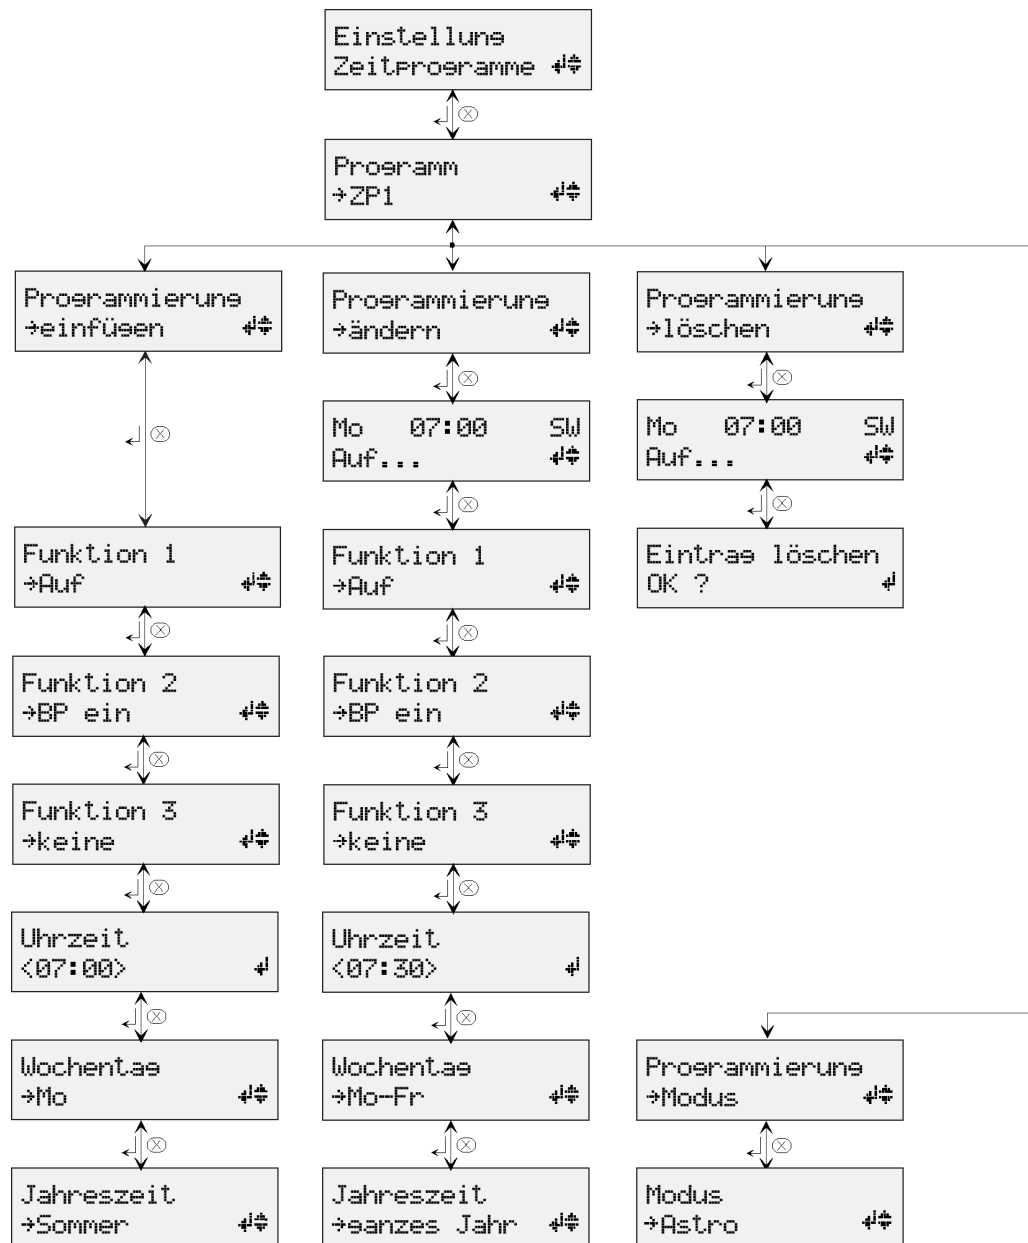 Einstellung
Zeitprogramme
Programm
→ZP1
Programmierung
→einfügen
Funktion 1
→Auf
Funktion 2
→BP ein
Funktion 3
→keine
Uhrzeit
<07:00>
Wochentag
→Mo
Jahreszeit
→Sommer
Programmierung
→ändern
Mo 07:00 SW
Auf...
Funktion 1
→Auf
Funktion 2
→BP ein
Funktion 3
→keine
Uhrzeit
<07:30>
Wochentag
→Mo-Fr
Jahreszeit
→ganzes Jahr
Programmierung
→löschen
Mo 07:00 SW
Auf...
Eintrag löschen
OK ?
Programmierung
→Modus
Modus
→Astro